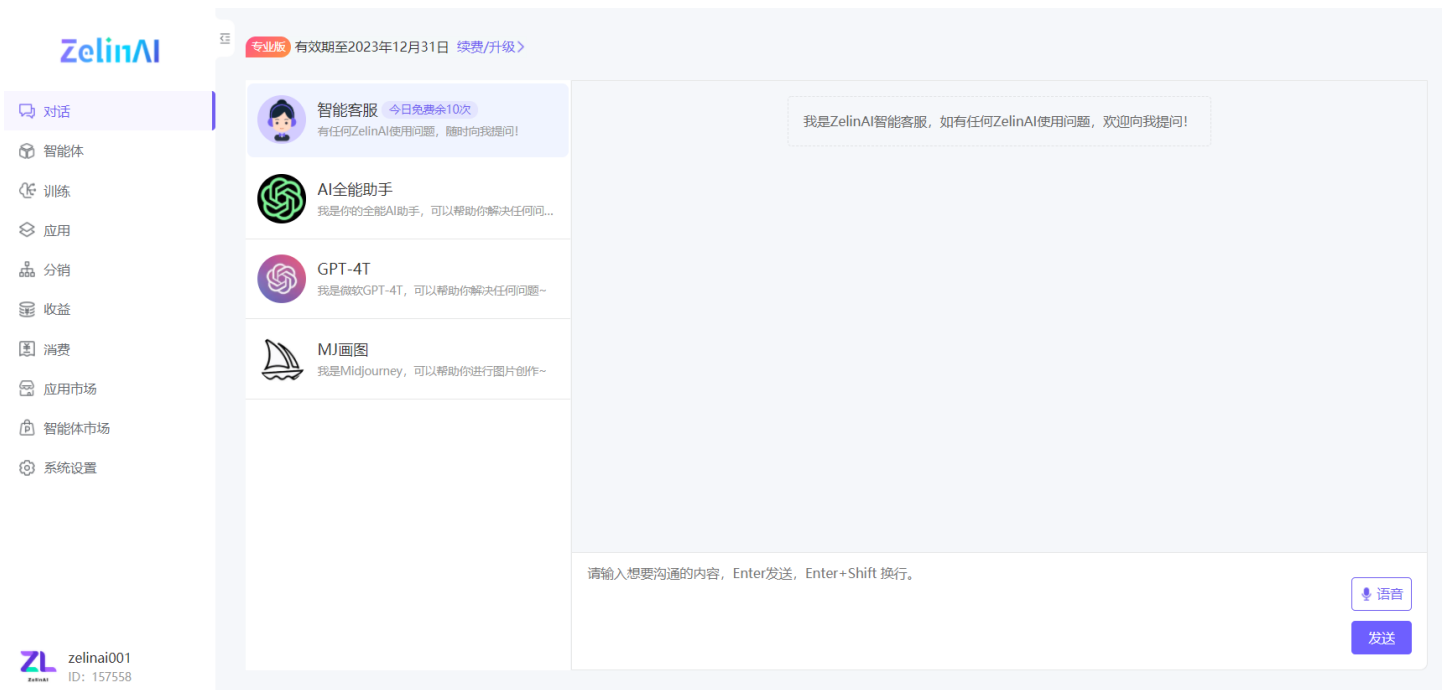 ZelinAI
专业版 有效期至2023年12月31日 续费/升级
对话
智能体
训练
应用
分销
收益
消费
应用市场
智能体市场
系统设置
ZL
ZelinAI
zelinai001
ID: 157558
智能客服 今日免费余10次
有任何ZelinAI使用问题，随时向我提问！
AI全能助手
我是你的全能AI助手，可以帮助你解决任何问...
GPT-4T
我是微软GPT-4T，可以帮助你解决任何问题~
MJ画图
我是Midjourney，可以帮助你进行图片创作~
我是ZelinAI智能客服，如有任何ZelinAI使用问题，欢迎向我提问！
请输入想要沟通的内容，Enter发送，Enter+Shift 换行。
语音
发送